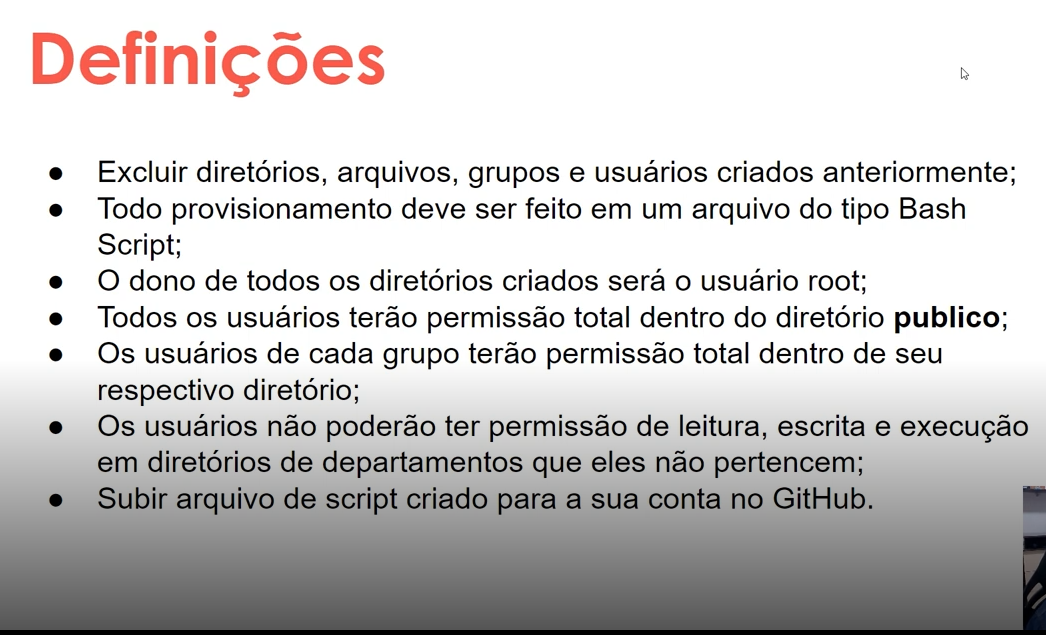 Definições
● Excluir diretórios, arquivos, grupos e usuários criados anteriormente;
● Todo provisionamento deve ser feito em um arquivo do tipo Bash
Script;
● O dono de todos os diretórios criados será o usuário root;
● Todos os usuários terão permissão total dentro do diretório publico;
● Os usuários de cada grupo terão permissão total dentro de seu
respectivo diretório;
● Os usuários não poderão ter permissão de leitura, escrita e execução
em diretórios de departamentos que eles não pertencem;
● Subir arquivo de script criado para a sua conta no GitHub.